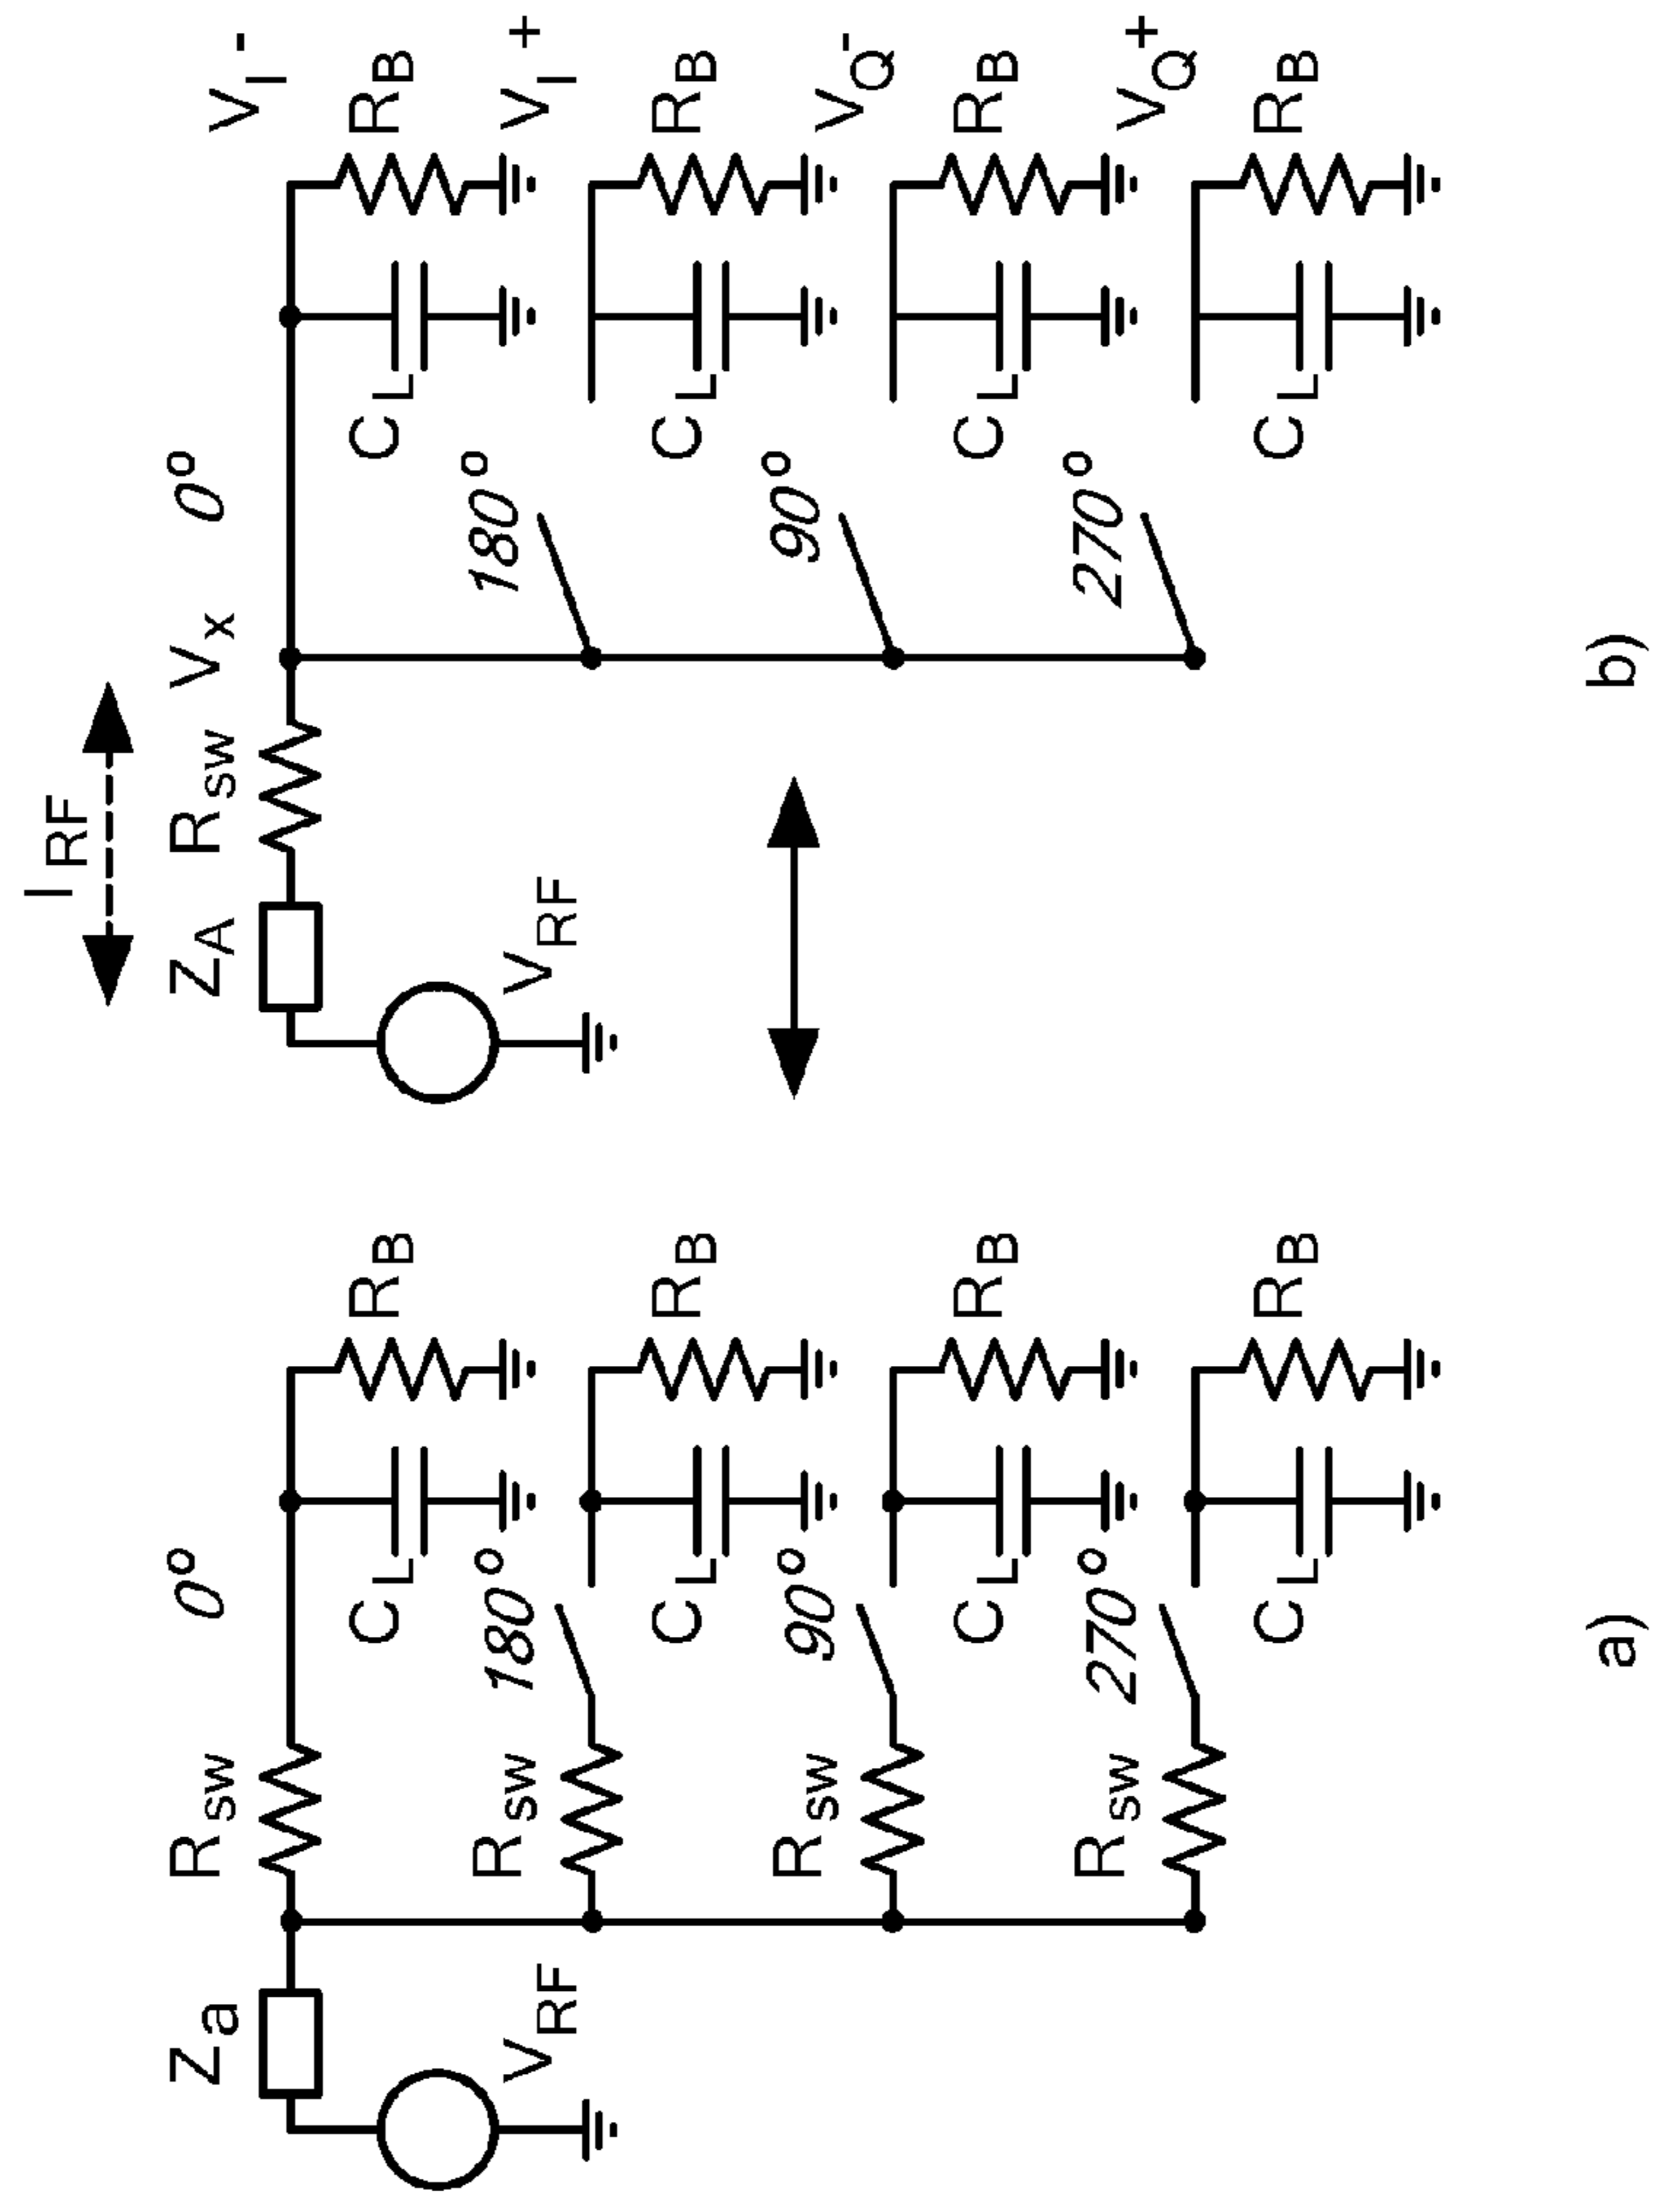 Z_a R_sw 0°
V_RF C_L R_B
R_sw 180°
C_L R_B
R_sw 90°
C_L R_B
R_sw 270°
C_L R_B
a)
I_RF
Z_A R_sw V_x 0° V_I-
V_RF C_L R_B
180° V_I+
C_L R_B
90° V_Q-
C_L R_B
270° V_Q+
C_L R_B
b)